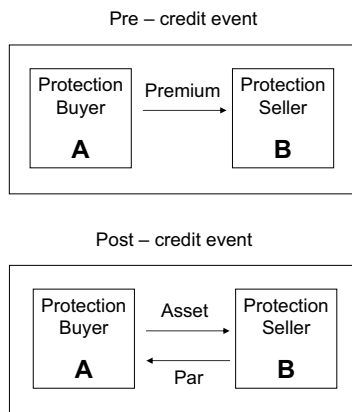 Pre – credit event
Protection
Buyer
A
Premium
Protection
Seller
B
Post – credit event
Protection
Buyer
A
Asset
Par
Protection
Seller
B